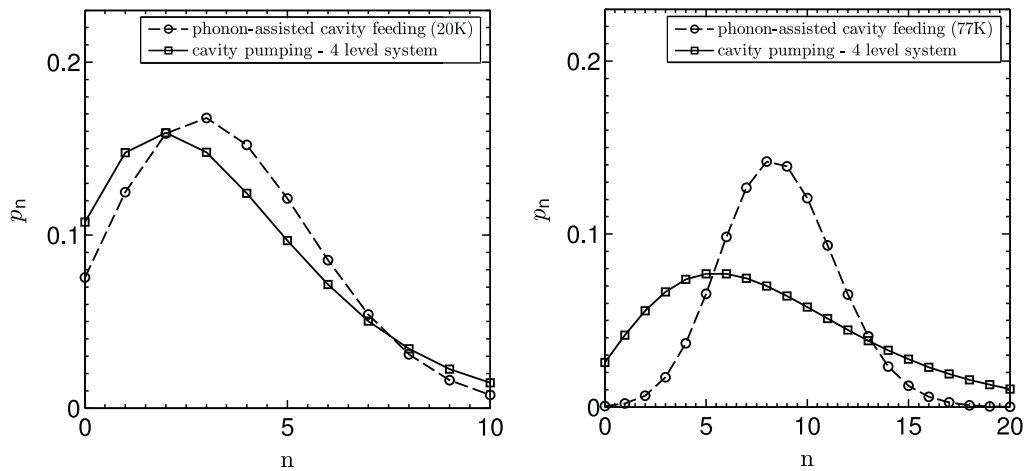 phonon-assisted cavity feeding (20K)
cavity pumping - 4 level system
0.2
0.1
0
pn
0
5
10
n
phonon-assisted cavity feeding (77K)
cavity pumping - 4 level system
0.2
0.1
0
pn
0
5
10
15
20
n